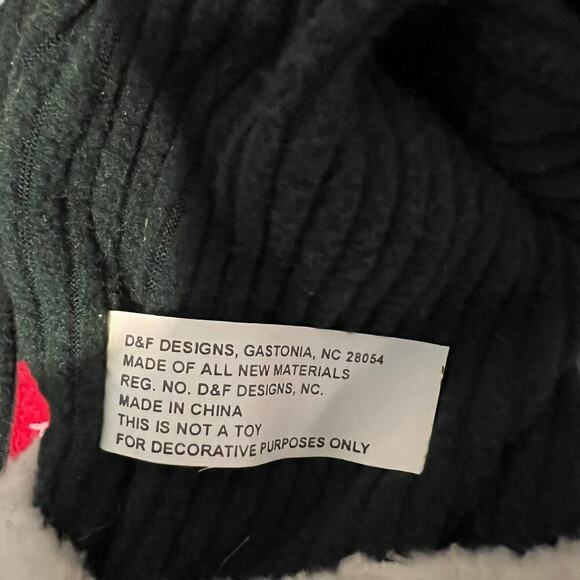 D&F DESIGNS, GASTONIA, NC 28054
MADE OF ALL NEW MATERIALS
REG. NO. D&F DESIGNS, NC.
MADE IN CHINA
THIS IS NOT A TOY
FOR DECORATIVE PURPOSES ONLY